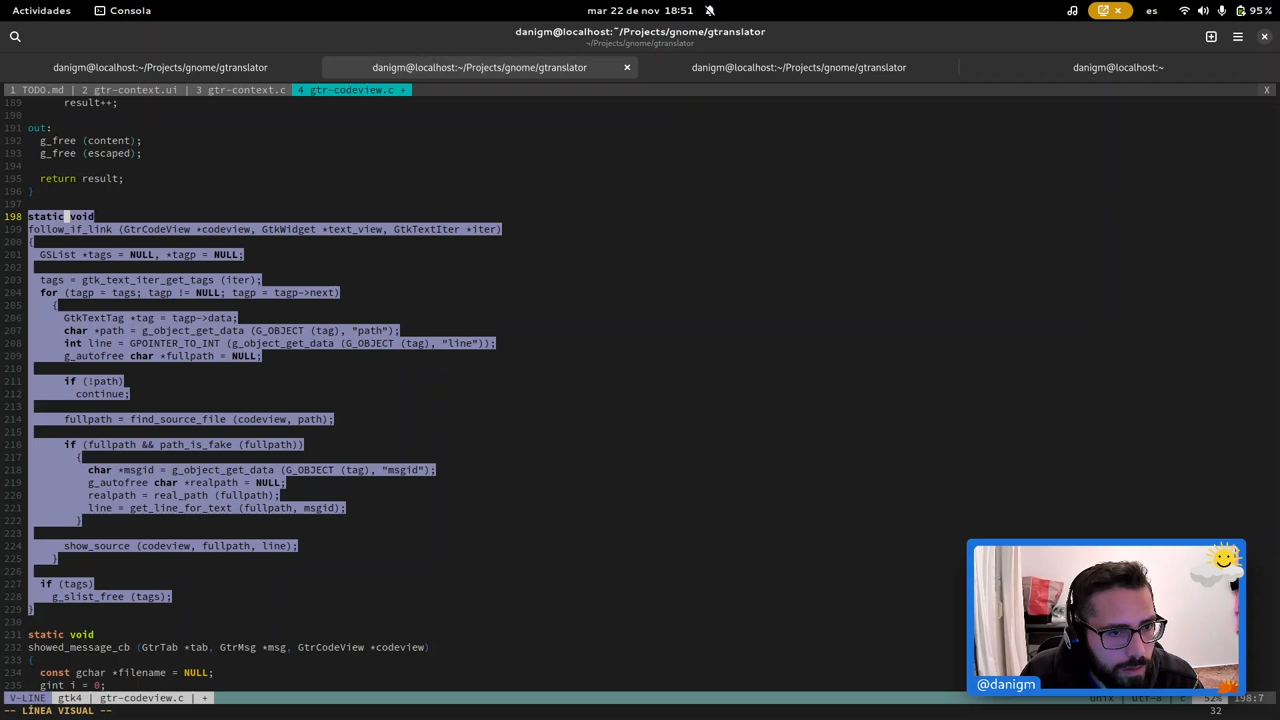 Actividades
Consola
mar 22 de nov 18:51
es
95 %
danigm@localhost:~/Projects/gnome/gtranslator
~/Projects/gnome/gtranslator
danigm@localhost:~/Projects/gnome/gtranslator
danigm@localhost:~/Projects/gnome/gtranslator
danigm@localhost:~/Projects/gnome/gtranslator
danigm@localhost:~
1 TODO.md | 2 gtr-context.ui | 3 gtr-context.c | 4 gtr-codeview.c + X
189 result++;
190
191 out:
192 g_free (content);
193 g_free (escaped);
194
195 return result;
196 }
197
198 static void
199 follow_if_link (GtrCodeView *codeview, GtkWidget *text_view, GtkTextIter *iter)
200 {
201 GSList *tags = NULL, *tagp = NULL;
202
203 tags = gtk_text_iter_get_tags (iter);
204 for (tagp = tags; tagp != NULL; tagp = tagp->next)
205 {
206 GtkTextTag *tag = tagp->data;
207 char *path = g_object_get_data (G_OBJECT (tag), "path");
208 int line = GPOINTER_TO_INT (g_object_get_data (G_OBJECT (tag), "line"));
209 g_autofree char *fullpath = NULL;
210
211 if (!path)
212 continue;
213
214 fullpath = find_source_file (codeview, path);
215
216 if (fullpath && path_is_fake (fullpath))
217 {
218 char *msgid = g_object_get_data (G_OBJECT (tag), "msgid");
219 g_autofree char *realpath = NULL;
220 realpath = real_path (fullpath);
221 line = get_line_for_text (fullpath, msgid);
222 }
223
224 show_source (codeview, fullpath, line);
225 }
226
227 if (tags)
228 g_slist_free (tags);
229 }
230
231 static void
232 showed_message_cb (GtrTab *tab, GtrMsg *msg, GtrCodeView *codeview)
233 {
234 const gchar *filename = NULL;
235 gint i = 0;
@danigm
V-LINE gtk4 | gtr-codeview.c | + unix | utf-8 | c 52% 198:7
-- LÍNEA VISUAL -- 32